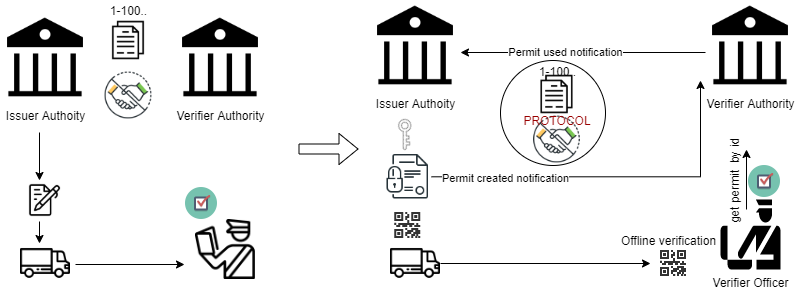 1-100..
Issuer Authoity
Verifier Authority
Permit used notification
1-100..
Issuer Authoity
Verifier Authority
PROTOCOL
Permit created notification
get permit by id
Offline verification
Verifier Officer